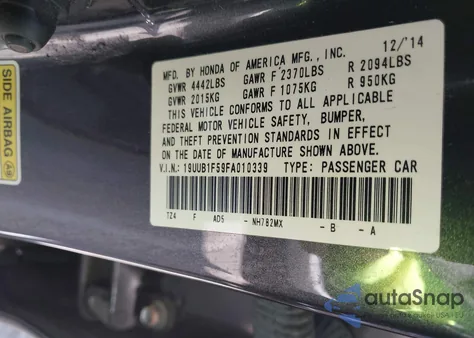 MFD. BY HONDA OF AMERICA MFG., INC. 12/'14
GVWR 4442LBS GAWR F 2370LBS R 2094LBS
GVWR 2015KG GAWR F 1075KG R 950KG
THIS VEHICLE CONFORMS TO ALL APPLICABLE
FEDERAL MOTOR VEHICLE SAFETY, BUMPER,
AND THEFT PREVENTION STANDARDS IN EFFECT
ON THE DATE OF MANUFACTURE SHOWN ABOVE.
V.I.N.: 19UUB1F59FA010339 TYPE: PASSENGER CAR
TZ4 F AD5 -NH782MX -B -A
SIDE AIRBAG
autoSnap